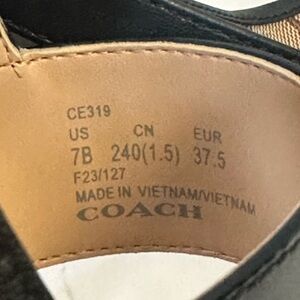 CE319
US CN EUR
7B 240(1.5) 37.5
F23/127
MADE IN VIETNAM/VIETNAM
COACH